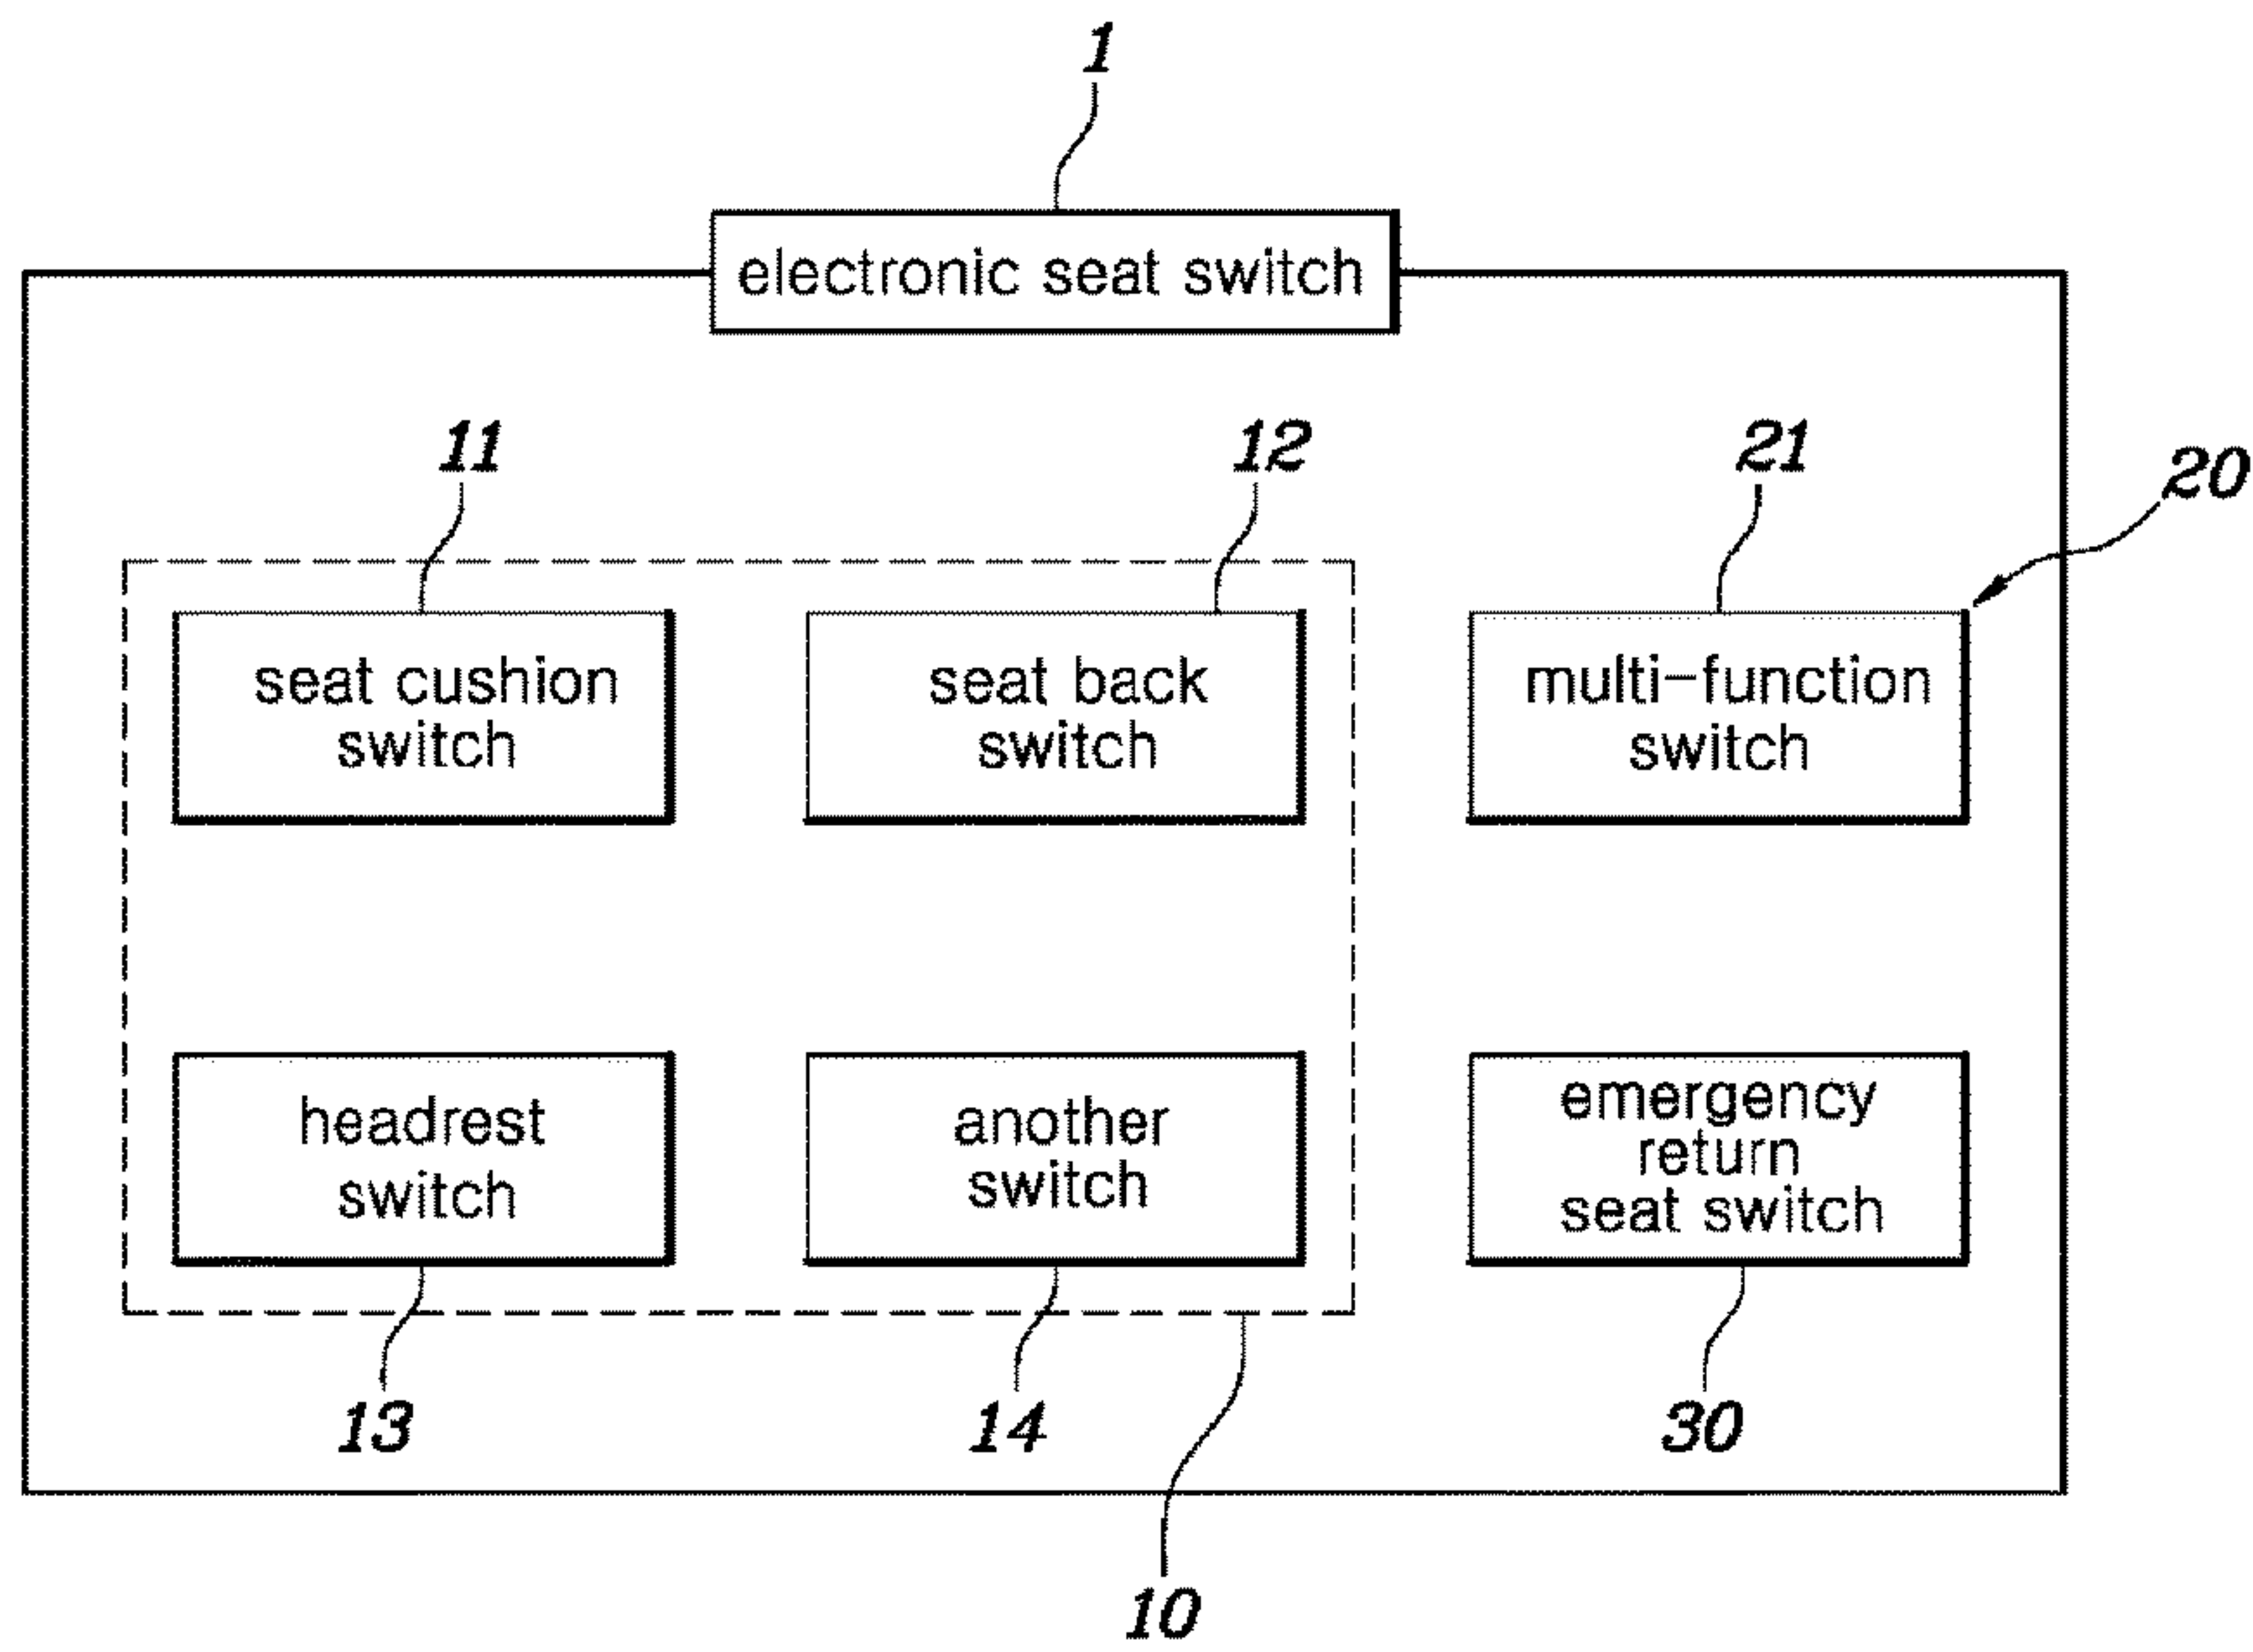 1
electronic seat switch
11
12
21
20
seat cushion
switch
seat back
switch
multi-function
switch
headrest
switch
another
switch
emergency
return
seat switch
13
14
30
10